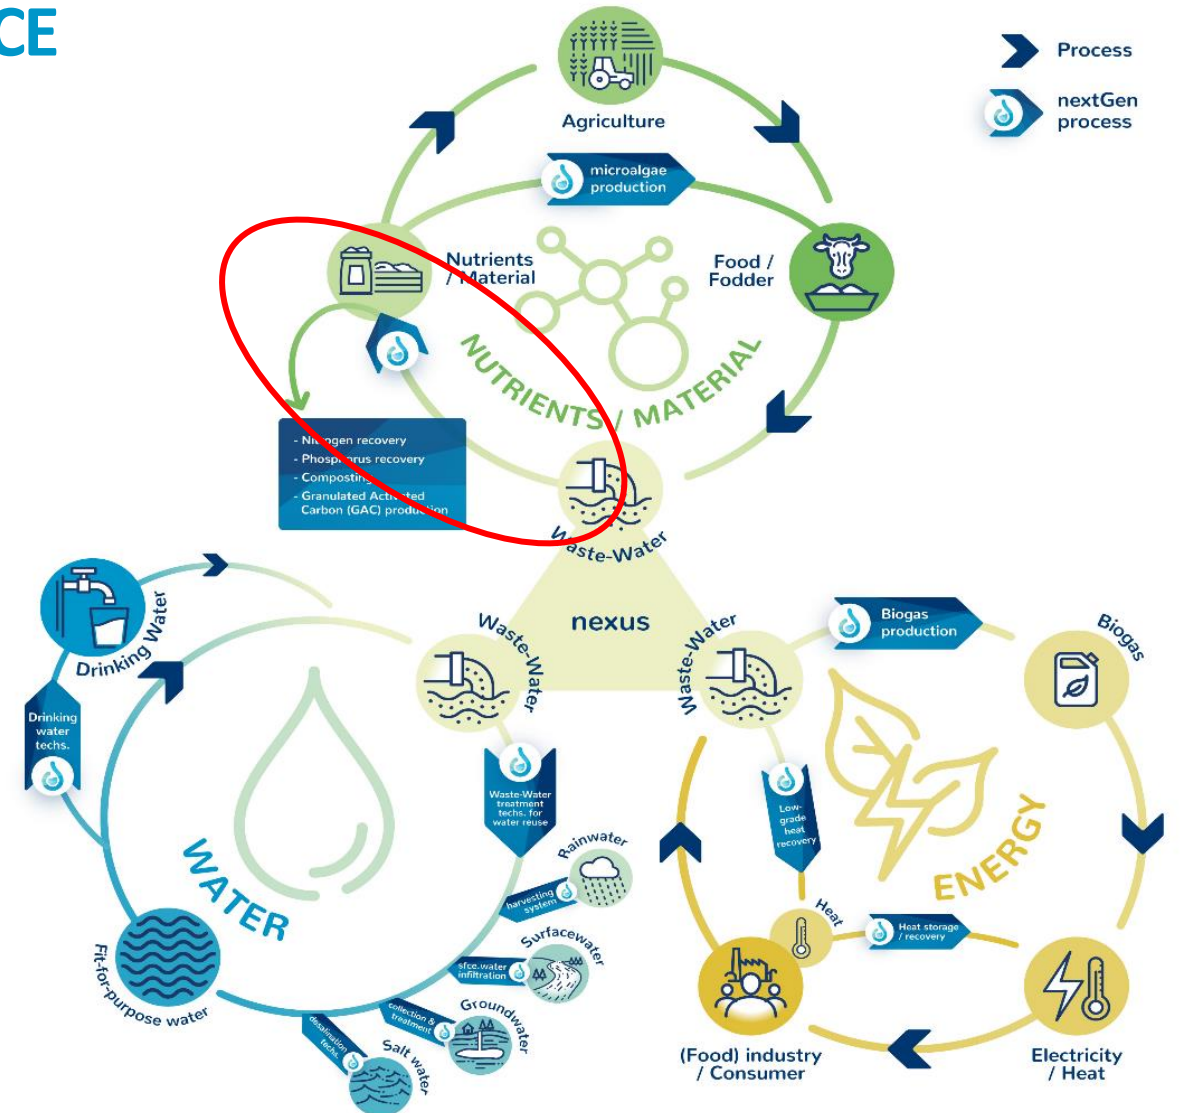 CE
Process
nextGen
process
Agriculture
microalgae
production
Nutrients
/ Material
Food /
Fodder
NUTRIENTS / MATERIAL
- Nitrogen recovery
- Phosphorus recovery
- Composting
- Granulated Activated
Carbon (GAC) production
Waste-Water
nexus
Waste-Water
Waste-Water
Drinking Water
Drinking
water
techs.
WATER
Waste-Water
treatment
techs. for
water reuse
Rainwater
harvesting
system
Surfacewater
sfce.water
infiltration
Groundwater
collection &
treatment
Salt water
desalination
techs.
Fit-for-purpose water
Biogas
production
Biogas
Low-
grade
heat
recovery
ENERGY
Heat
Heat storage
/ recovery
(Food) industry
/ Consumer
Electricity
/ Heat